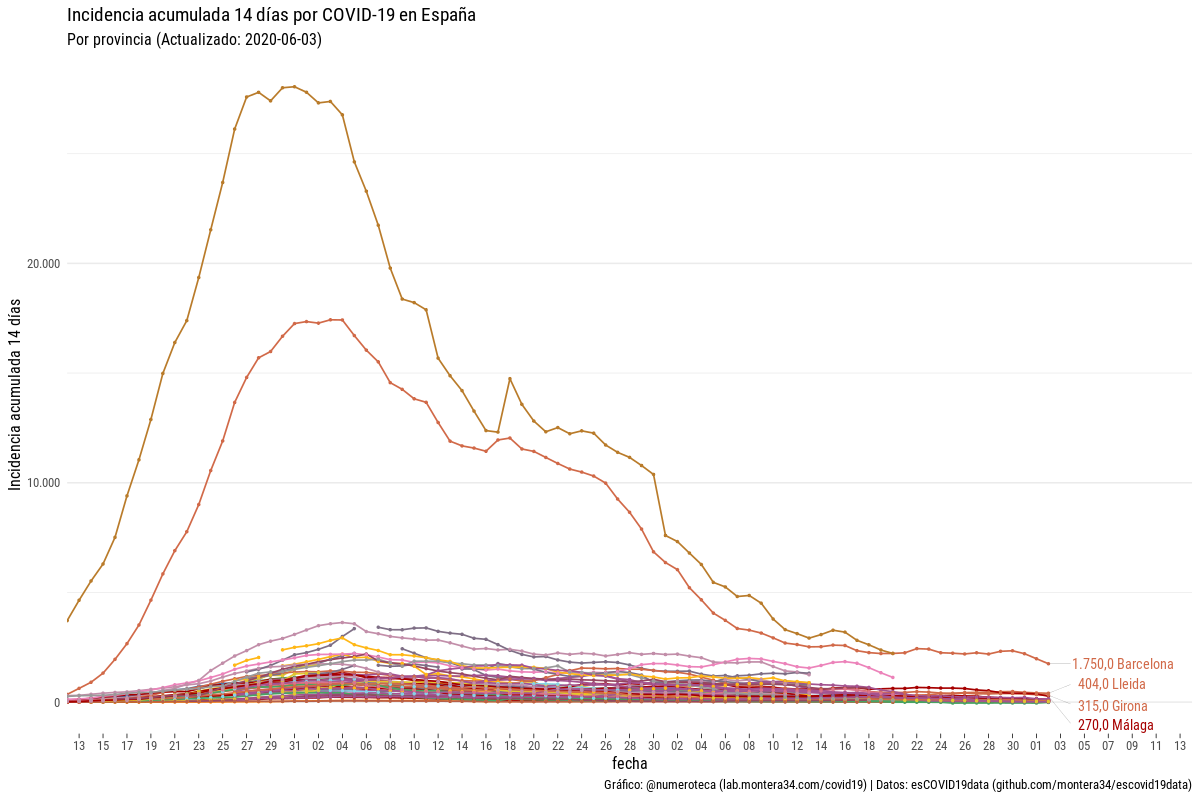 Incidencia acumulada 14 días por COVID-19 en España
Por provincia (Actualizado: 2020-06-03)
Incidencia acumulada 14 días
20.000
10.000
0
1.750,0 Barcelona
404,0 Lleida
315,0 Girona
270,0 Málaga
13 15 17 19 21 23 25 27 29 31 02 04 06 08 10 12 14 16 18 20 22 24 26 28 30 02 04 06 08 10 12 14 16 18 20 22 24 26 28 30 01 03 05 07 09 11 13
fecha
Gráfico: @numeroteca (lab.montera34.com/covid19) | Datos: esCOVID19data (github.com/montera34/escovid19data)